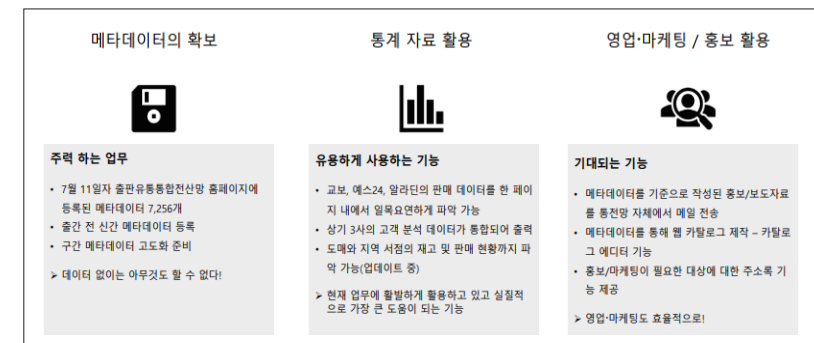 메타데이터의 확보
주력 하는 업무
• 7월 11일자 출판유통통합전산망 홈페이지에
등록된 메타데이터 7,256개
• 출간 전 신간 메타데이터 등록
• 구간 메타데이터 고도화 준비
➢ 데이터 없이는 아무것도 할 수 없다!
통계 자료 활용
유용하게 사용하는 기능
• 교보, 예스24, 알라딘의 판매 데이터를 한 페이
지 내에서 일목요연하게 파악 가능
• 상기 3사의 고객 분석 데이터가 통합되어 출력
• 도매와 지역 서점의 재고 및 판매 현황까지 파
악 가능(업데이트 중)
➢ 현재 업무에 활발하게 활용하고 있고 실질적
으로 가장 큰 도움이 되는 기능
영업·마케팅 / 홍보 활용
기대되는 기능
• 메타데이터를 기준으로 작성된 홍보/보도자료
를 통전망 자체에서 메일 전송
• 메타데이터를 통해 웹 카탈로그 제작 – 카탈로
그 에디터 기능
• 홍보/마케팅이 필요한 대상에 대한 주소록 기
능 제공
➢ 영업·마케팅도 효율적으로!